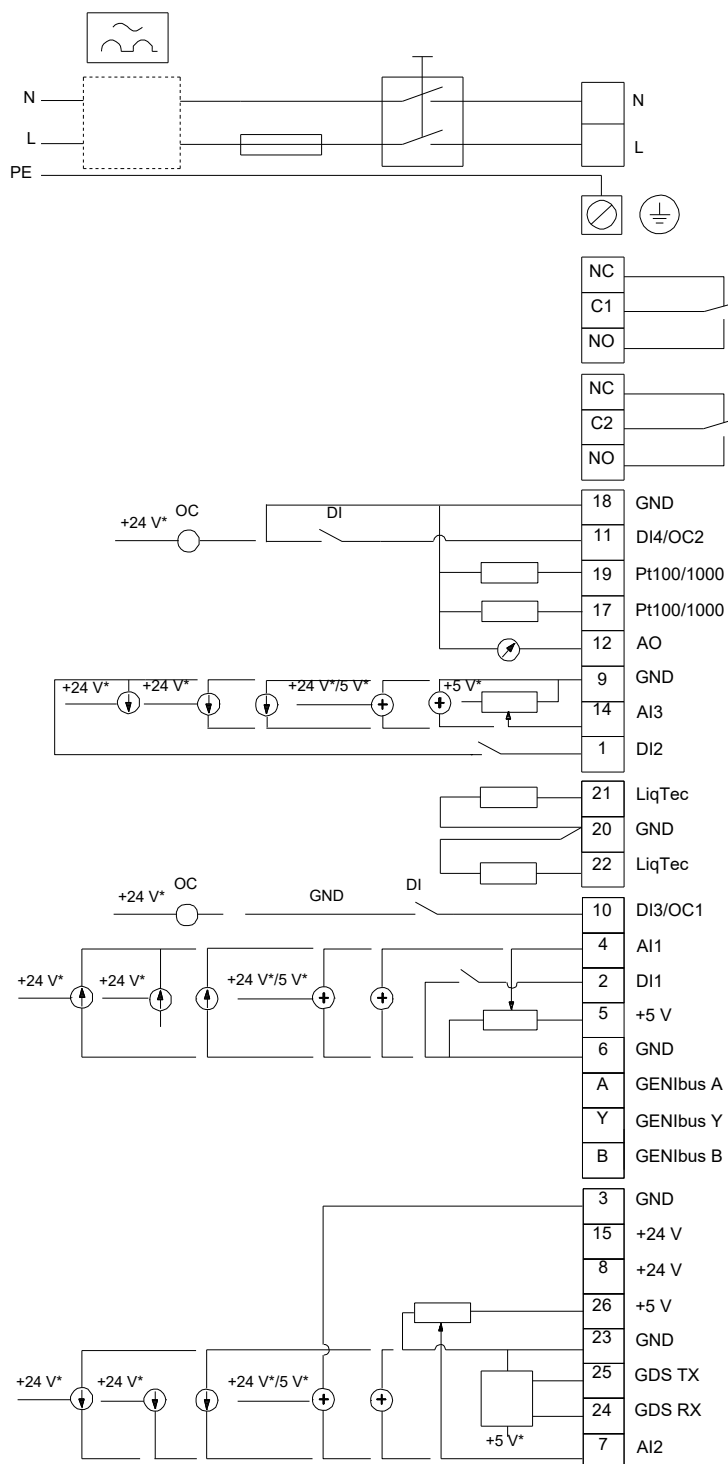 N N
L L
PE
NC
C1
NO
NC
C2
NO
18 GND
+24 V* OC DI 11 DI4/OC2
19 Pt100/1000
17 Pt100/1000
12 AO
9 GND
+24 V* +24 V* +24 V*/5 V* +5 V*
14 AI3
1 DI2
21 LiqTec
20 GND
22 LiqTec
+24 V* OC GND DI 10 DI3/OC1
4 AI1
+24 V* +24 V* +24 V*/5 V* 2 DI1
5 +5 V
6 GND
A GENIbus A
Y GENIbus Y
B GENIbus B
3 GND
15 +24 V
8 +24 V
26 +5 V
23 GND
25 GDS TX
+24 V* +24 V* +24 V*/5 V*
24 GDS RX
+5 V*
7 AI2